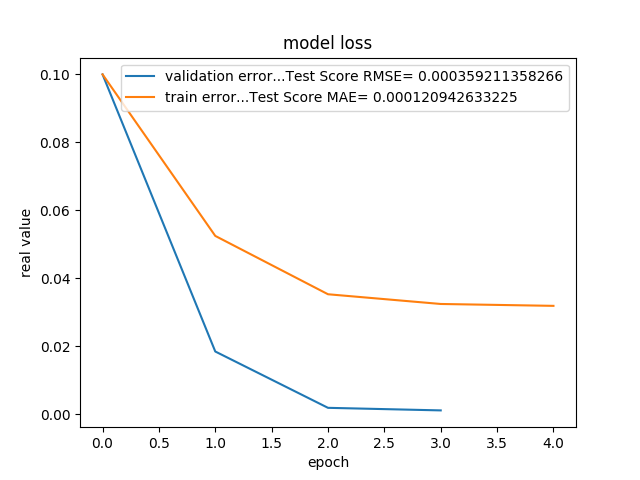 model loss
validation error...Test Score RMSE= 0.000359211358266
train error...Test Score MAE= 0.000120942633225
0.10
0.08
0.06
0.04
0.02
0.00
real value
0.0 0.5 1.0 1.5 2.0 2.5 3.0 3.5 4.0
epoch